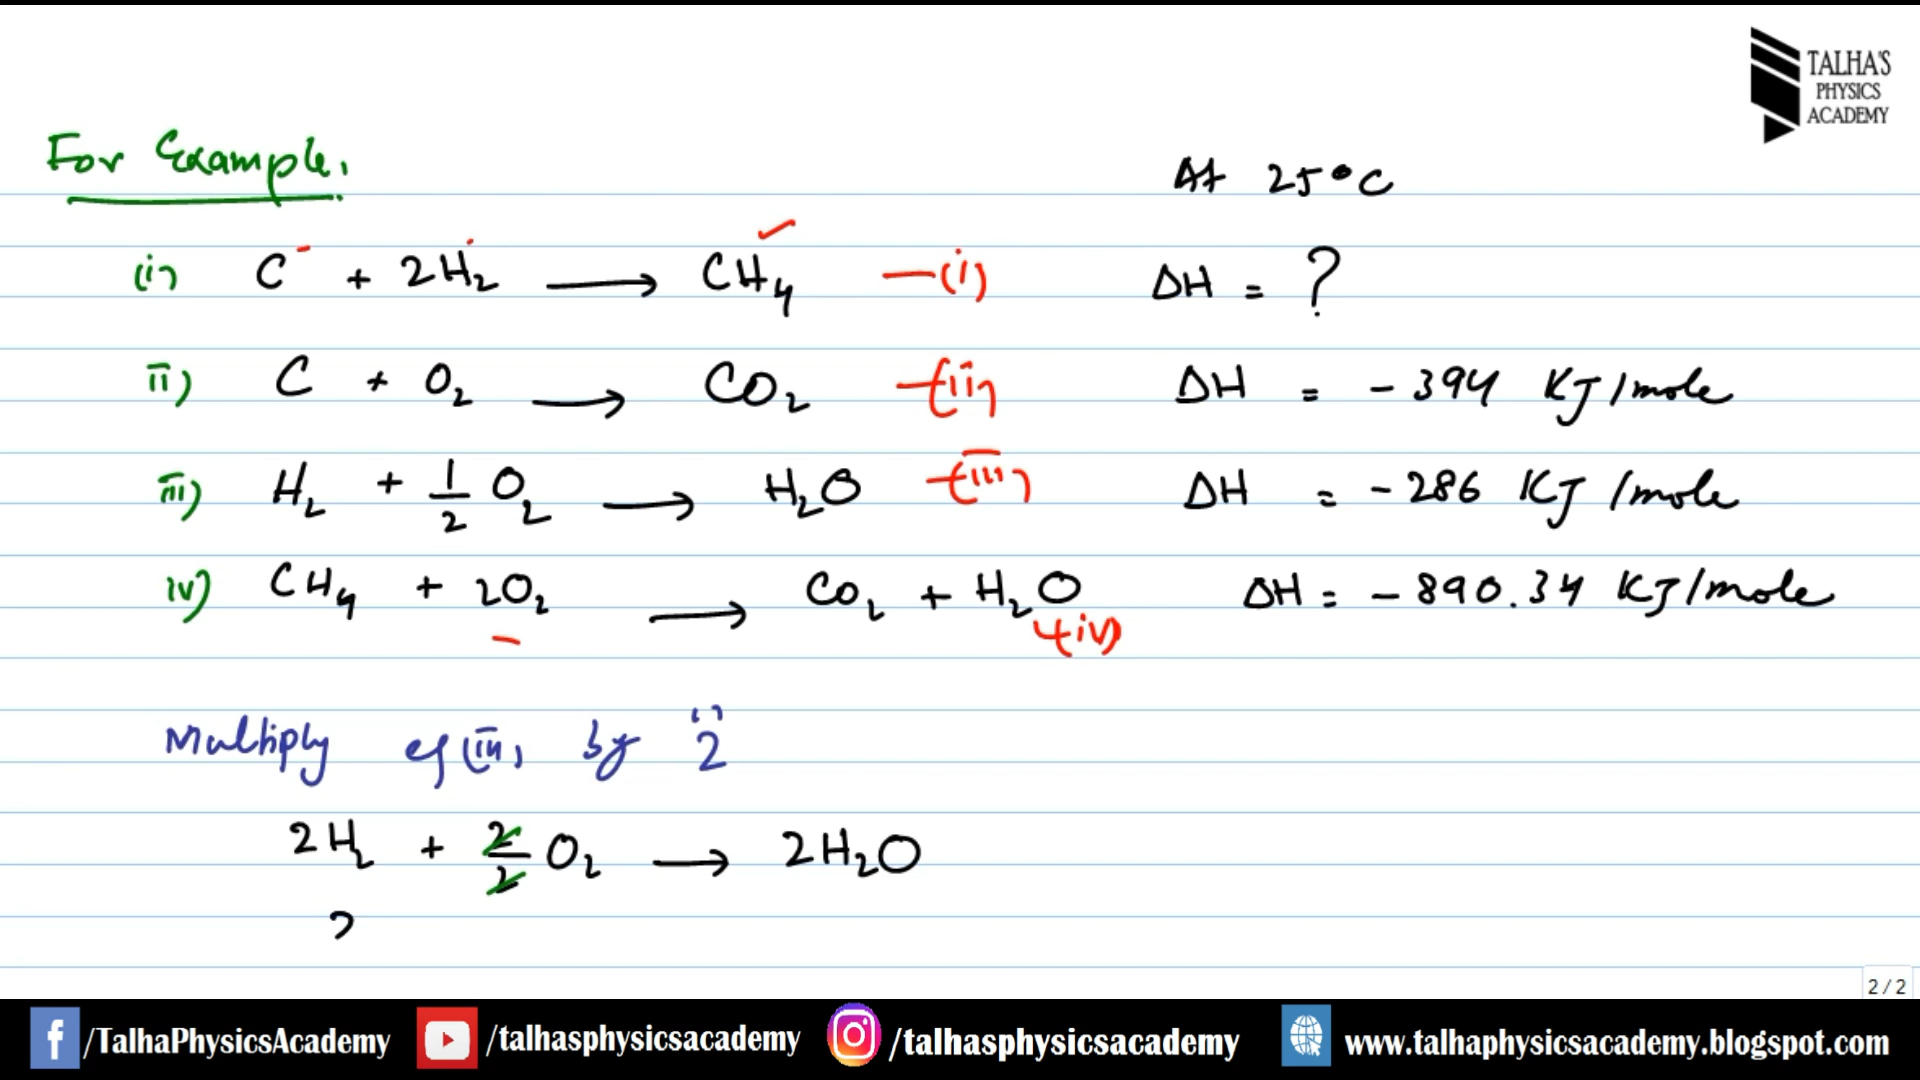 TALHA'S
PHYSICS
ACADEMY
For Example,
At 25°C
(i) C + 2H₂ → CH₄ —(i) ΔH = ?
ii) C + O₂ → CO₂ —(ii) ΔH = -394 KJ/mole
iii) H₂ + 1/2 O₂ → H₂O —(iii) ΔH = -286 KJ/mole
iv) CH₄ + 2O₂ → CO₂ + H₂O ΔH = -890.34 KJ/mole
(iv)
Multiply eq(iii) by "2
2H₂ + 2/2 O₂ → 2H₂O
2/2
/TalhaPhysicsAcademy /talhasphysicsacademy /talhasphysicsacademy www.talhaphysicsacademy.blogspot.com